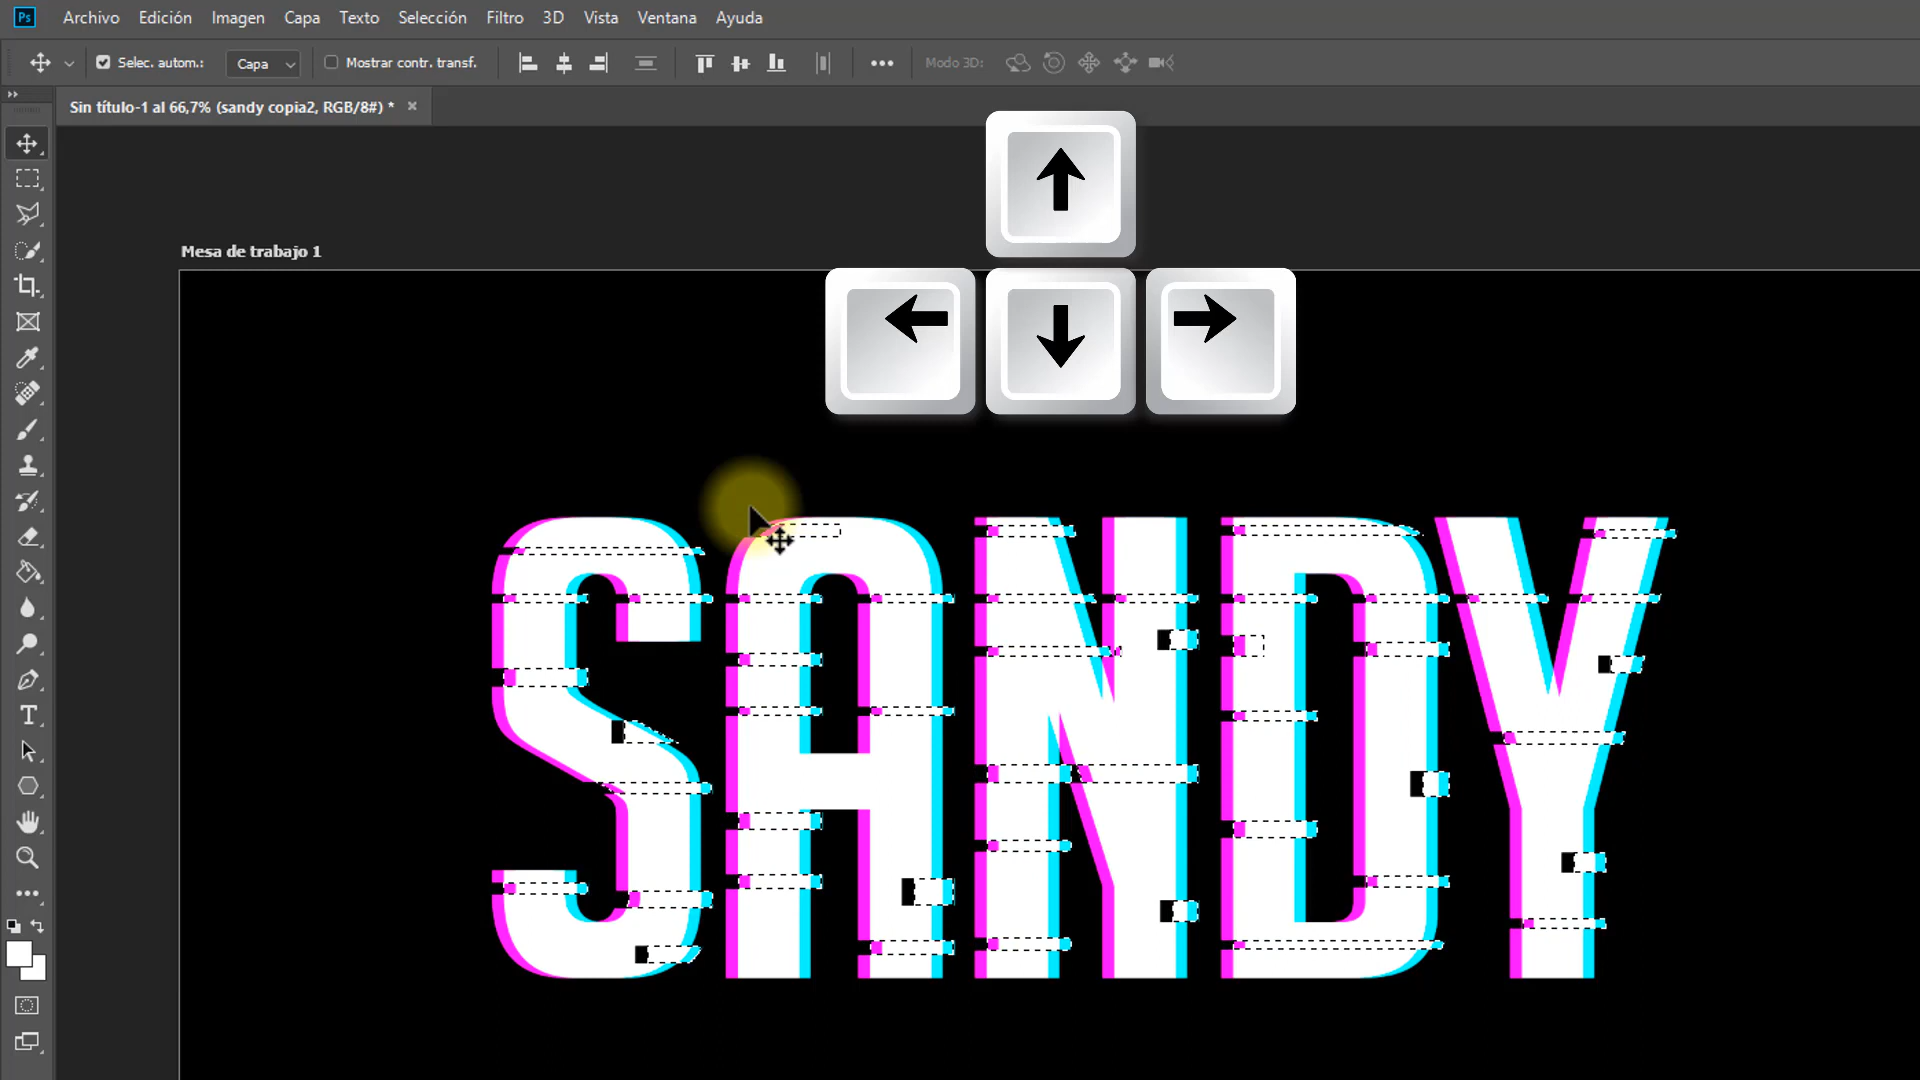 Ps Archivo Edición Imagen Capa Texto Selección Filtro 3D Vista Ventana Ayuda
Selec. autom.: Capa Mostrar contr. transf. Modo 3D:
Sin título-1 al 66,7% (sandy copia2, RGB/8#) *
Mesa de trabajo 1
SANDY